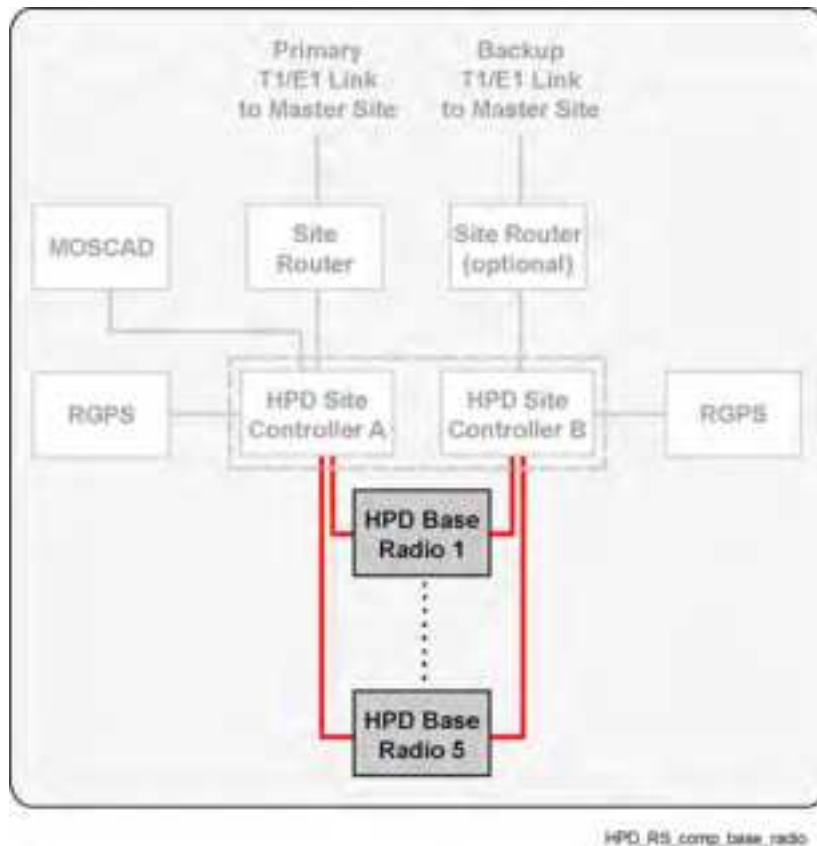 Primary
T1/E1 Link
to Master Site
Backup
T1/E1 Link
to Master Site
MOSCAD
Site
Router
Site Router
(optional)
RGPS
HPD Site
Controller A
HPD Site
Controller B
RGPS
HPD Base
Radio 1
HPD Base
Radio 5
HPD_RS_comp_base_radio